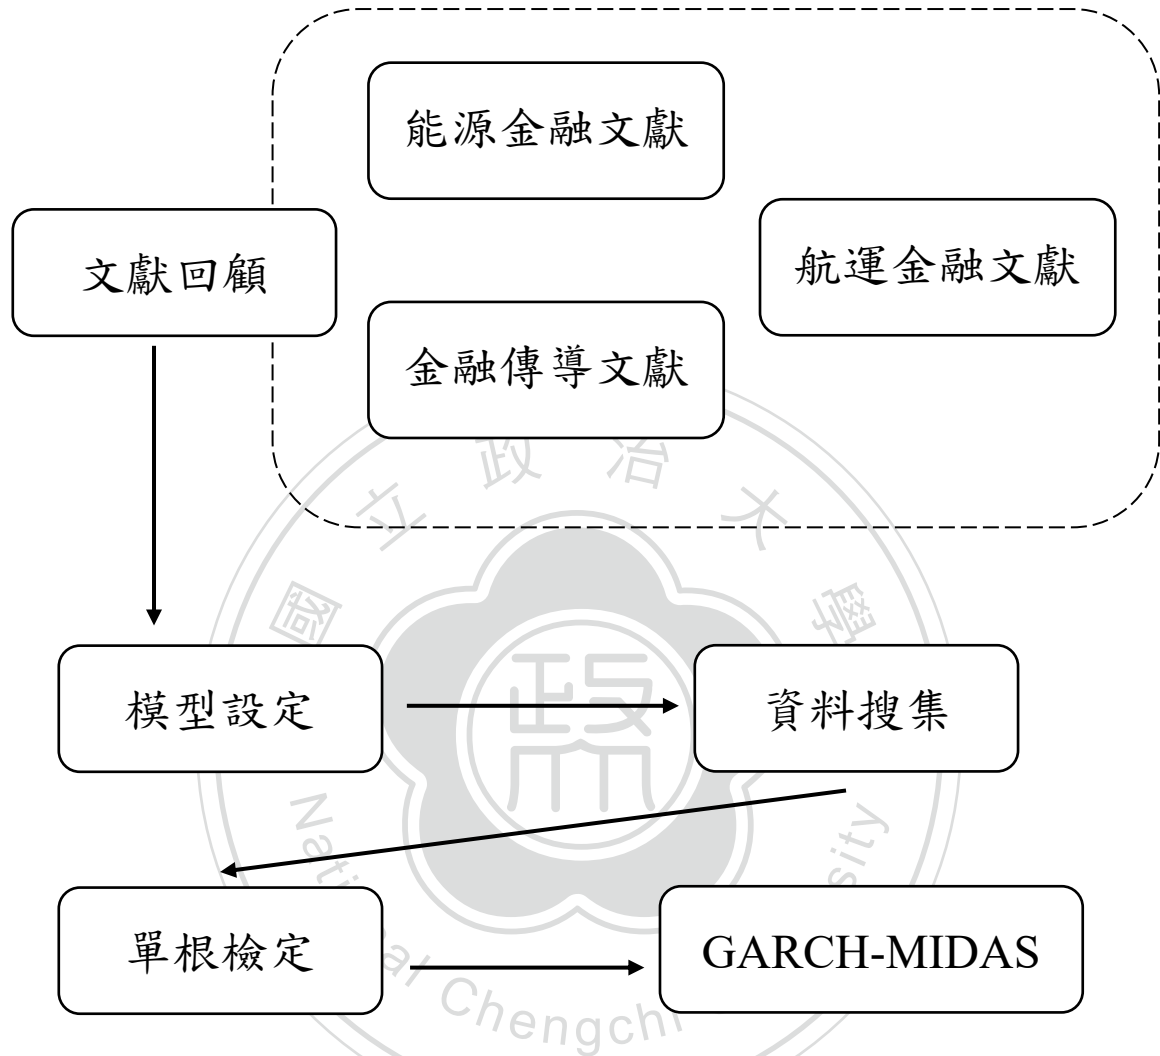 能源金融文獻
航運金融文獻
文獻回顧
金融傳導文獻
國立政治大學
政
模型設定
資料搜集
單根檢定
GARCH-MIDAS
National Chengchi University